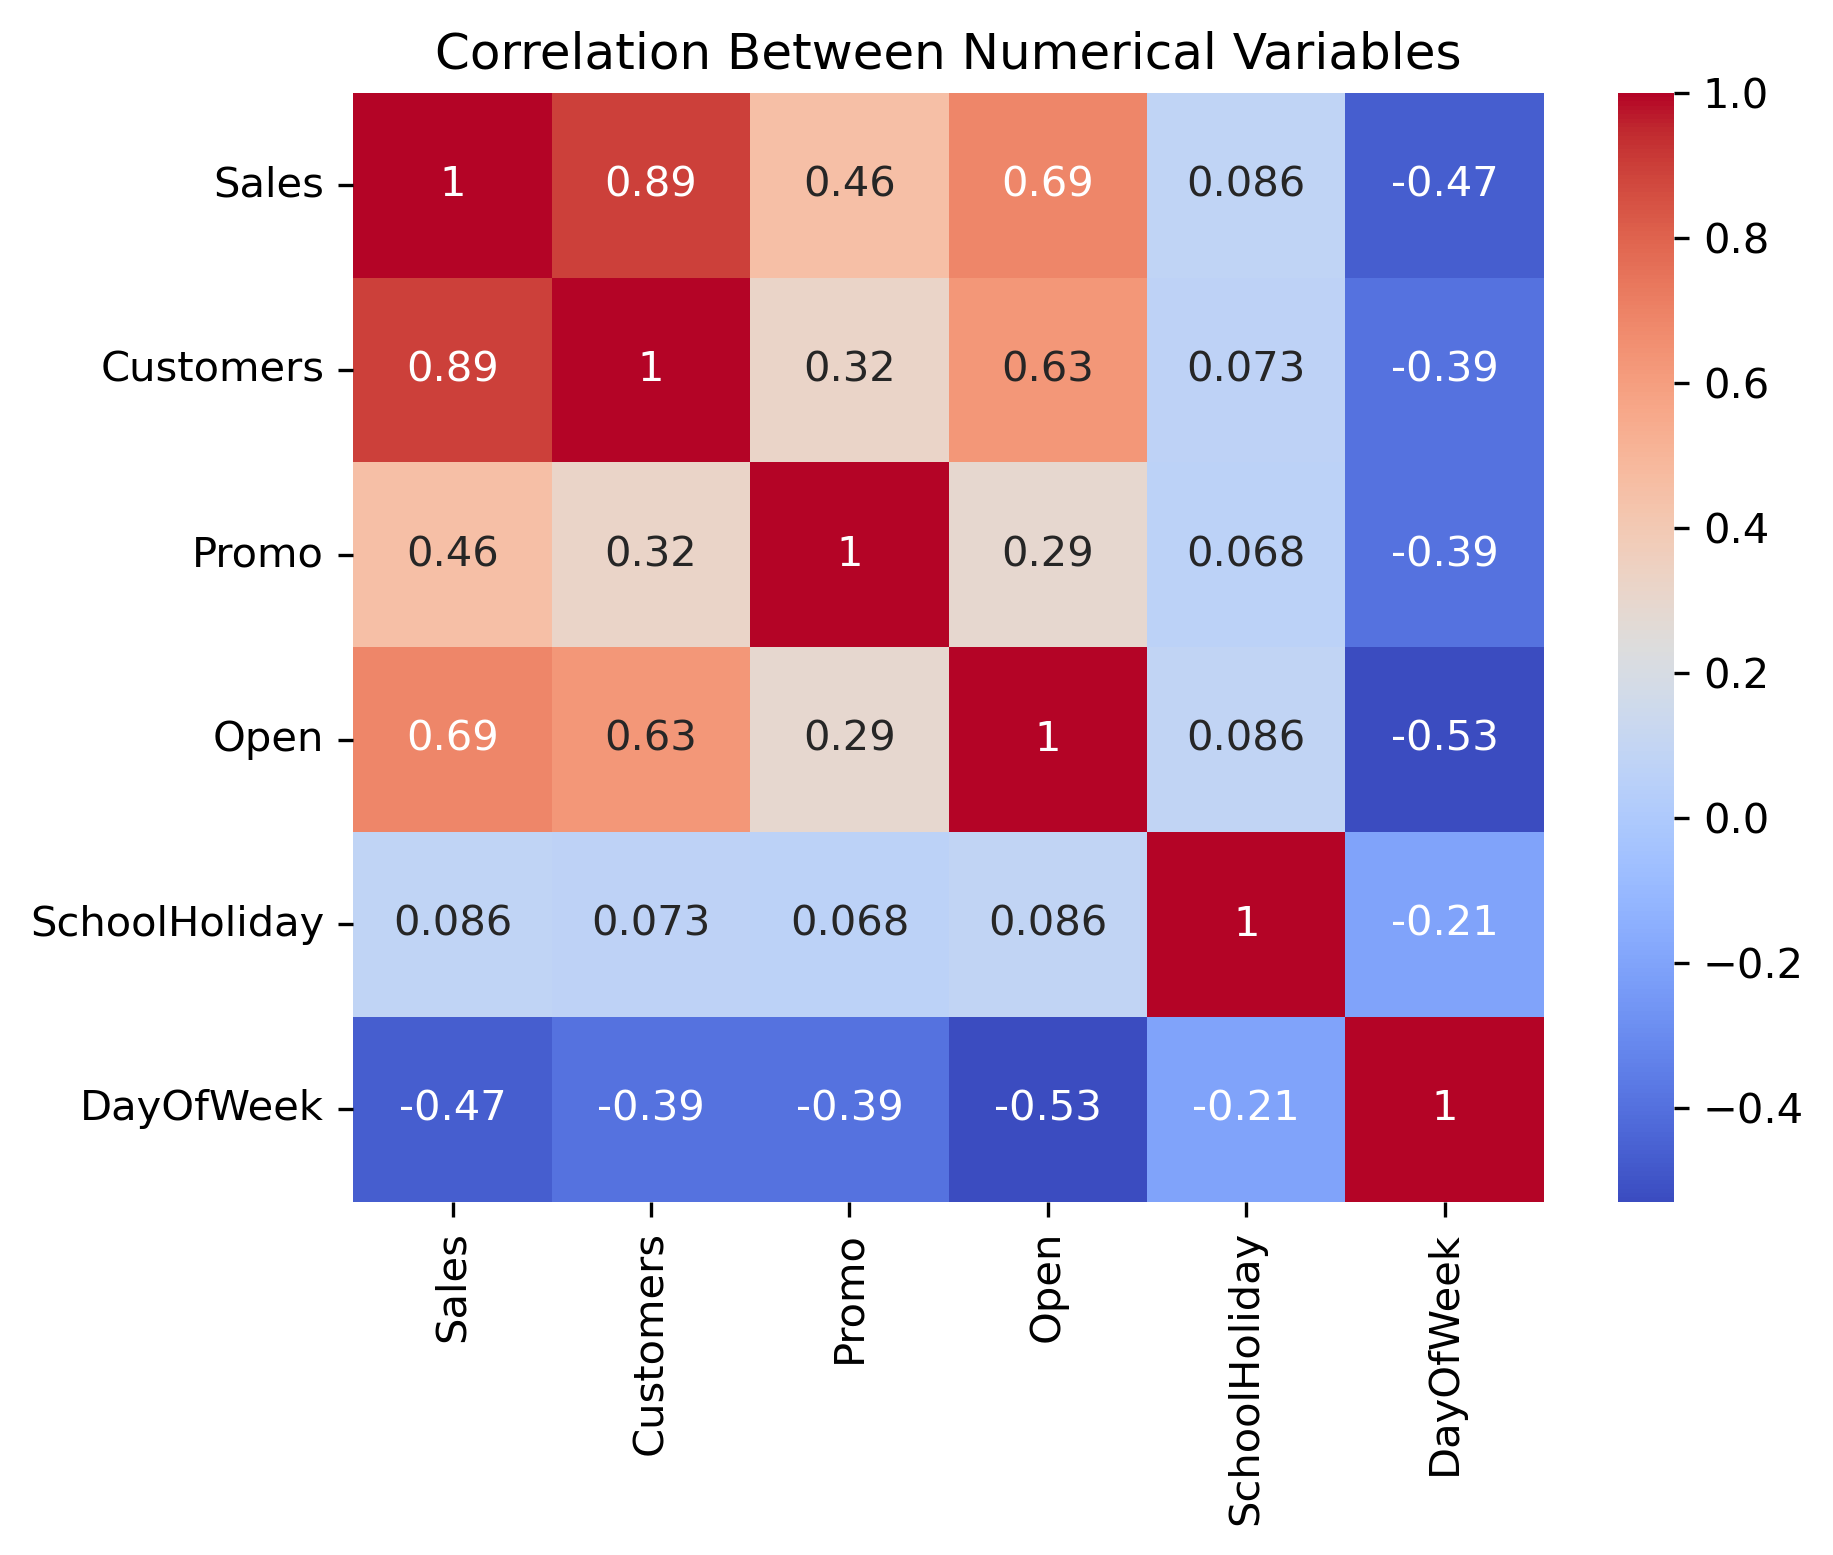 Correlation Between Numerical Variables
Sales 1 0.89 0.46 0.69 0.086 -0.47
Customers 0.89 1 0.32 0.63 0.073 -0.39
Promo 0.46 0.32 1 0.29 0.068 -0.39
Open 0.69 0.63 0.29 1 0.086 -0.53
SchoolHoliday 0.086 0.073 0.068 0.086 1 -0.21
DayOfWeek -0.47 -0.39 -0.39 -0.53 -0.21 1
Sales
Customers
Promo
Open
SchoolHoliday
DayOfWeek
1.0
0.8
0.6
0.4
0.2
0.0
−0.2
−0.4